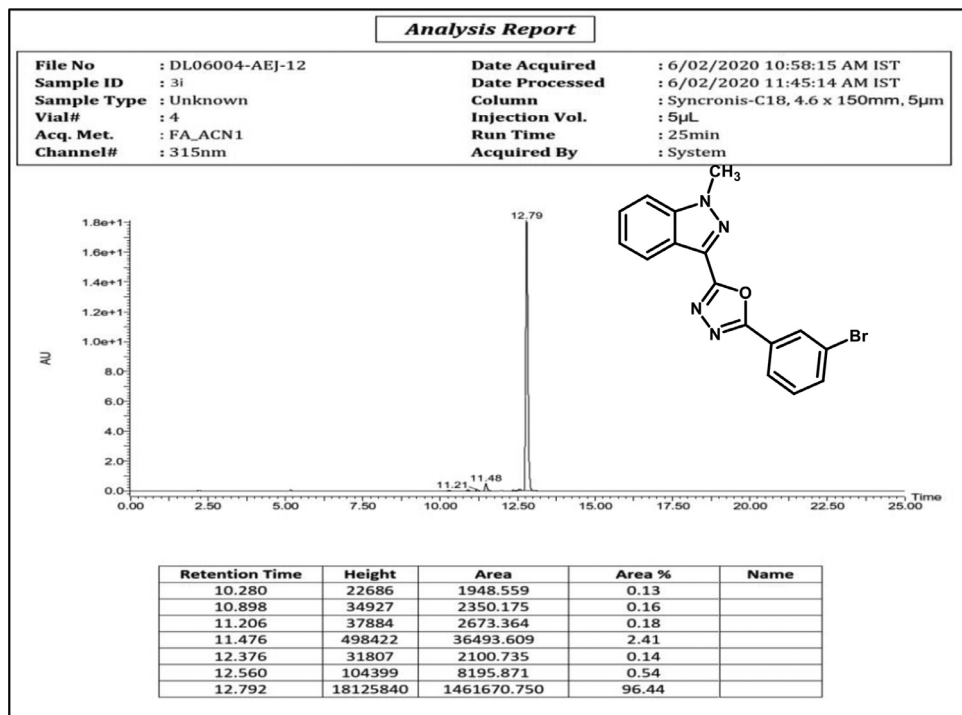 Analysis Report
File No : DL06004-AEJ-12 Date Acquired : 6/02/2020 10:58:15 AM IST
Sample ID : 3i Date Processed : 6/02/2020 11:45:14 AM IST
Sample Type : Unknown Column : Syncronis-C18, 4.6 x 150mm, 5µm
Vial# : 4 Injection Vol. : 5µL
Acq. Met. : FA_ACN1 Run Time : 25min
Channel# : 315nm Acquired By : System
CH3
N
N
O
N
N
Br
12.79
1.8e+1
1.6e+1
1.4e+1
1.2e+1
1.0e+1
AU
8.0
6.0
4.0
2.0
11.21 11.48
0.0
Time
0.00 2.50 5.00 7.50 10.00 12.50 15.00 17.50 20.00 22.50 25.00
Retention Time Height Area Area % Name
10.280 22686 1948.559 0.13
10.898 34927 2350.175 0.16
11.206 37884 2673.364 0.18
11.476 498422 36493.609 2.41
12.376 31807 2100.735 0.14
12.560 104399 8195.871 0.54
12.792 18125840 1461670.750 96.44